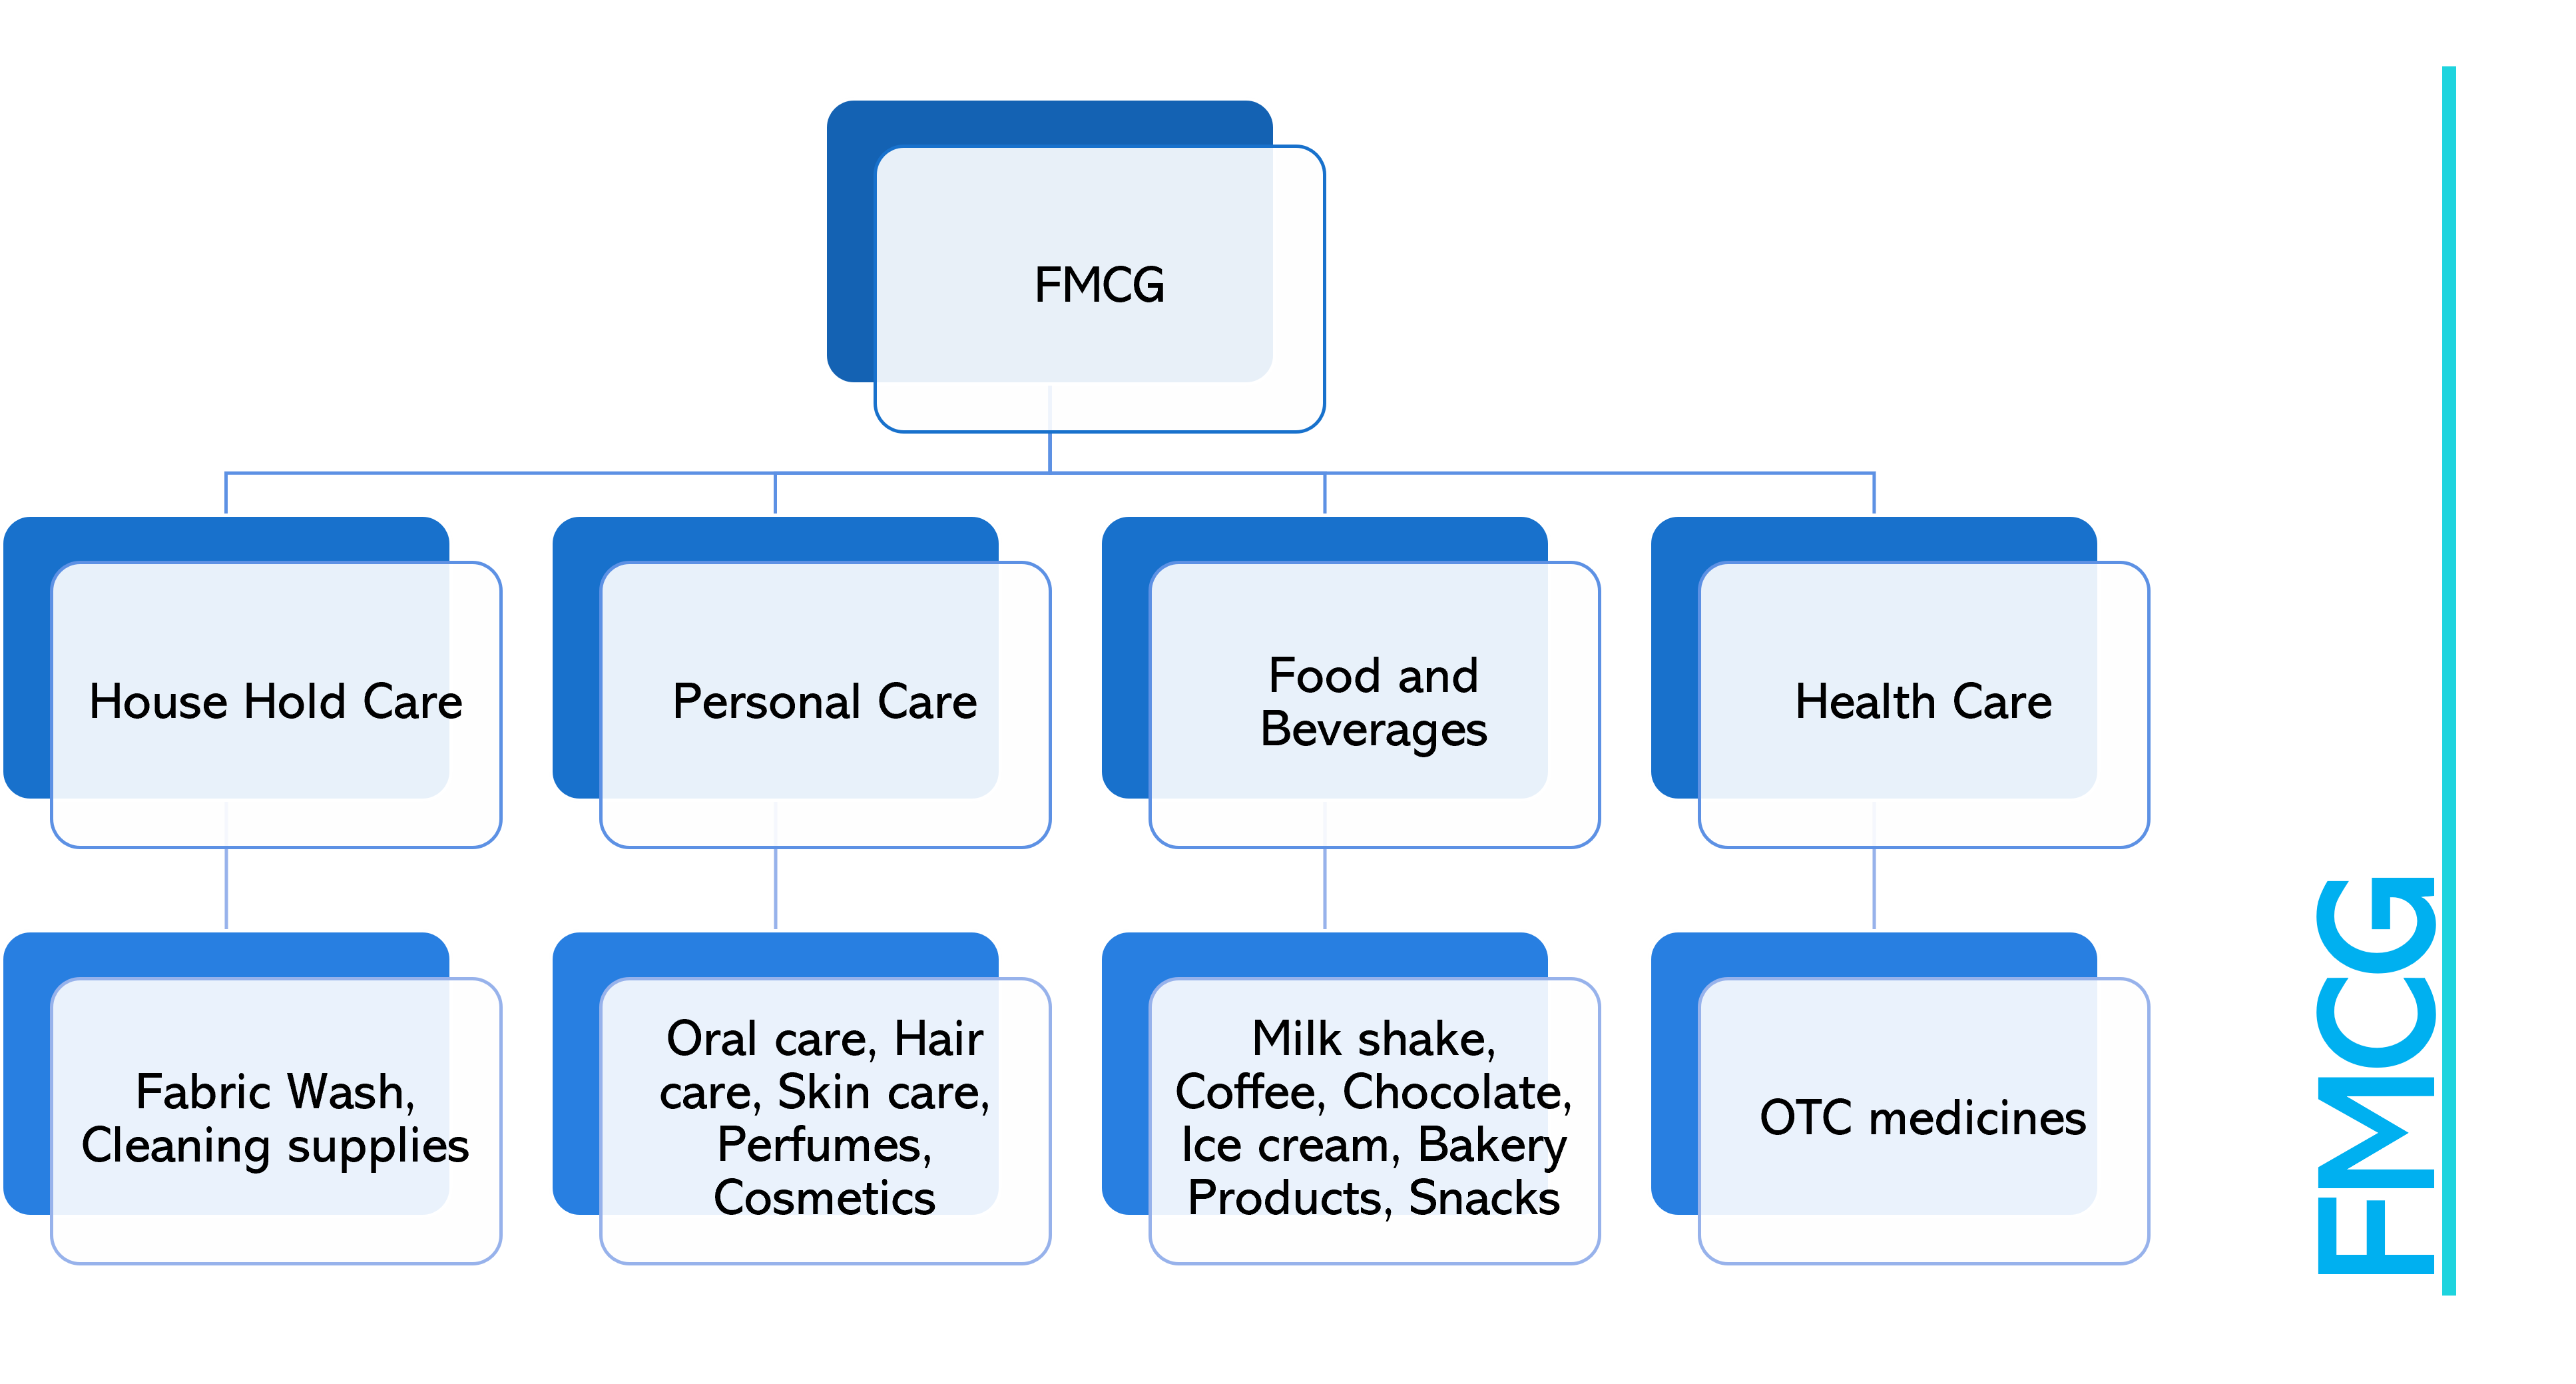 FMCG
House Hold Care
Personal Care
Food and
Beverages
Health Care
Fabric Wash,
Cleaning supplies
Oral care, Hair
care, Skin care,
Perfumes,
Cosmetics
Milk shake,
Coffee, Chocolate,
Ice cream, Bakery
Products, Snacks
OTC medicines
FMCG